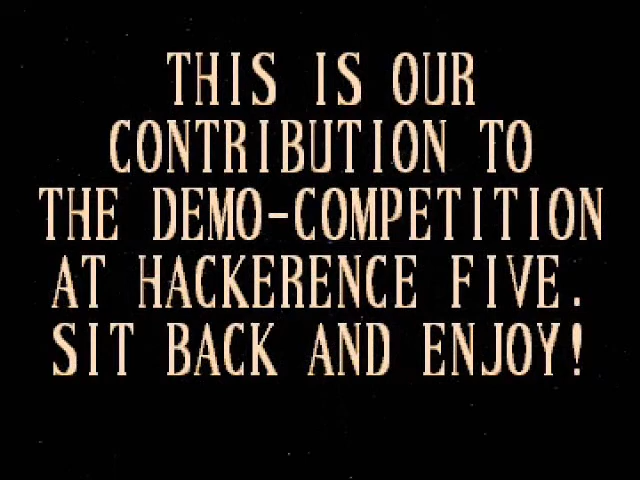 THIS IS OUR
CONTRIBUTION TO
THE DEMO-COMPETITION
AT HACKERENCE FIVE.
SIT BACK AND ENJOY!